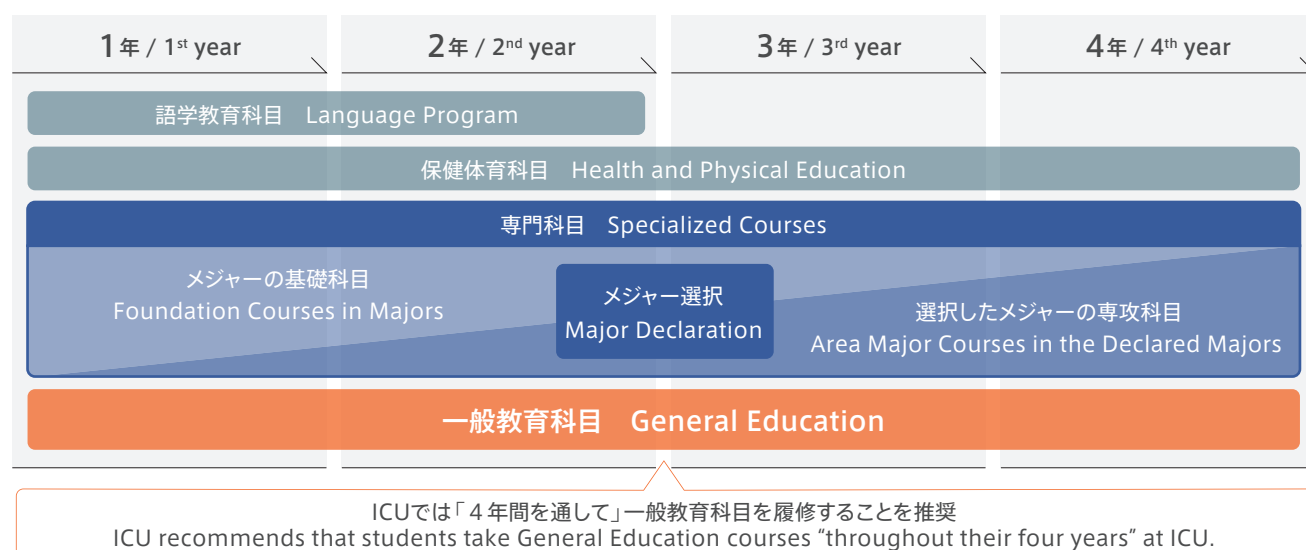 1年 / 1st year
2年 / 2nd year
3年 / 3rd year
4年 / 4th year
語学教育科目 Language Program
保健体育科目 Health and Physical Education
専門科目 Specialized Courses
メジャーの基礎科目
Foundation Courses in Majors
メジャー選択
Major Declaration
選択したメジャーの専攻科目
Area Major Courses in the Declared Majors
一般教育科目 General Education
ICUでは「４年間を通して」一般教育科目を履修することを推奨
ICU recommends that students take General Education courses “throughout their four years” at ICU.